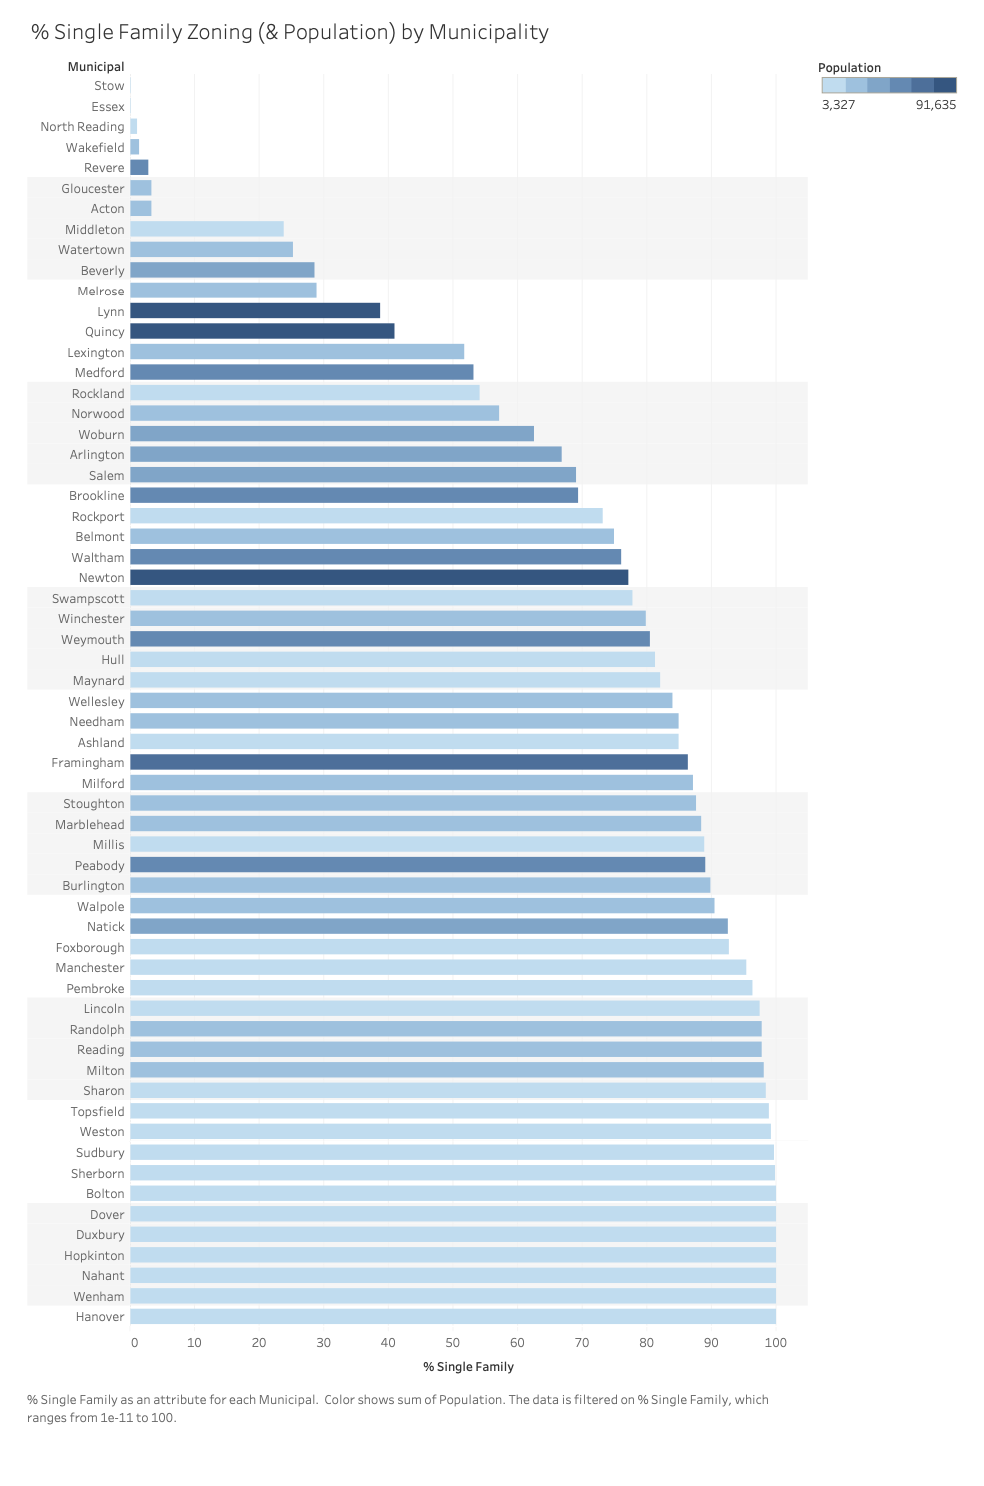 % Single Family Zoning (& Population) by Municipality
Municipal
Population
3,327 91,635
Stow
Essex
North Reading
Wakefield
Revere
Gloucester
Acton
Middleton
Watertown
Beverly
Melrose
Lynn
Quincy
Lexington
Medford
Rockland
Norwood
Woburn
Arlington
Salem
Brookline
Rockport
Belmont
Waltham
Newton
Swampscott
Winchester
Weymouth
Hull
Maynard
Wellesley
Needham
Ashland
Framingham
Milford
Stoughton
Marblehead
Millis
Peabody
Burlington
Walpole
Natick
Foxborough
Manchester
Pembroke
Lincoln
Randolph
Reading
Milton
Sharon
Topsfield
Weston
Sudbury
Sherborn
Bolton
Dover
Duxbury
Hopkinton
Nahant
Wenham
Hanover
0 10 20 30 40 50 60 70 80 90 100
% Single Family
% Single Family as an attribute for each Municipal.  Color shows sum of Population. The data is filtered on % Single Family, which
ranges from 1e-11 to 100.